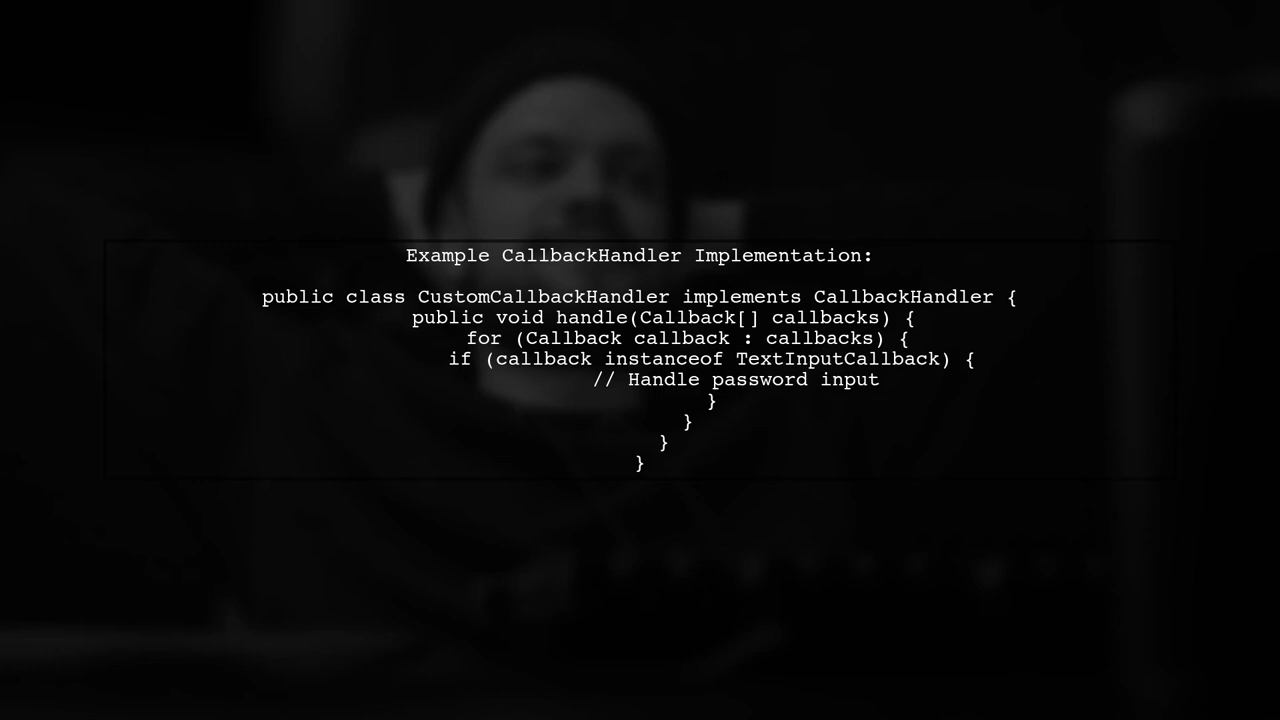 Example CallbackHandler Implementation:
public class CustomCallbackHandler implements CallbackHandler {
public void handle(Callback[] callbacks) {
for (Callback callback : callbacks) {
if (callback instanceof TextInputCallback) {
// Handle password input
}
}
}
}